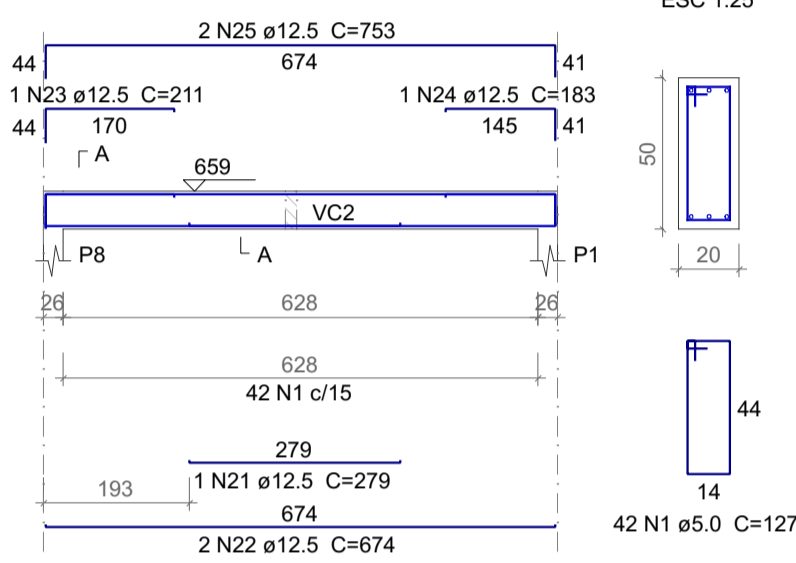 ESC 1:25
2 N25 ø12.5 C=753
44 674 41
1 N23 ø12.5 C=211 1 N24 ø12.5 C=183
44 170 145 41
A
659
VC2
P8 A P1
26 628 26
628
42 N1 c/15
279
1 N21 ø12.5 C=279
193
674
2 N22 ø12.5 C=674
50
20
44
14
42 N1 ø5.0 C=127